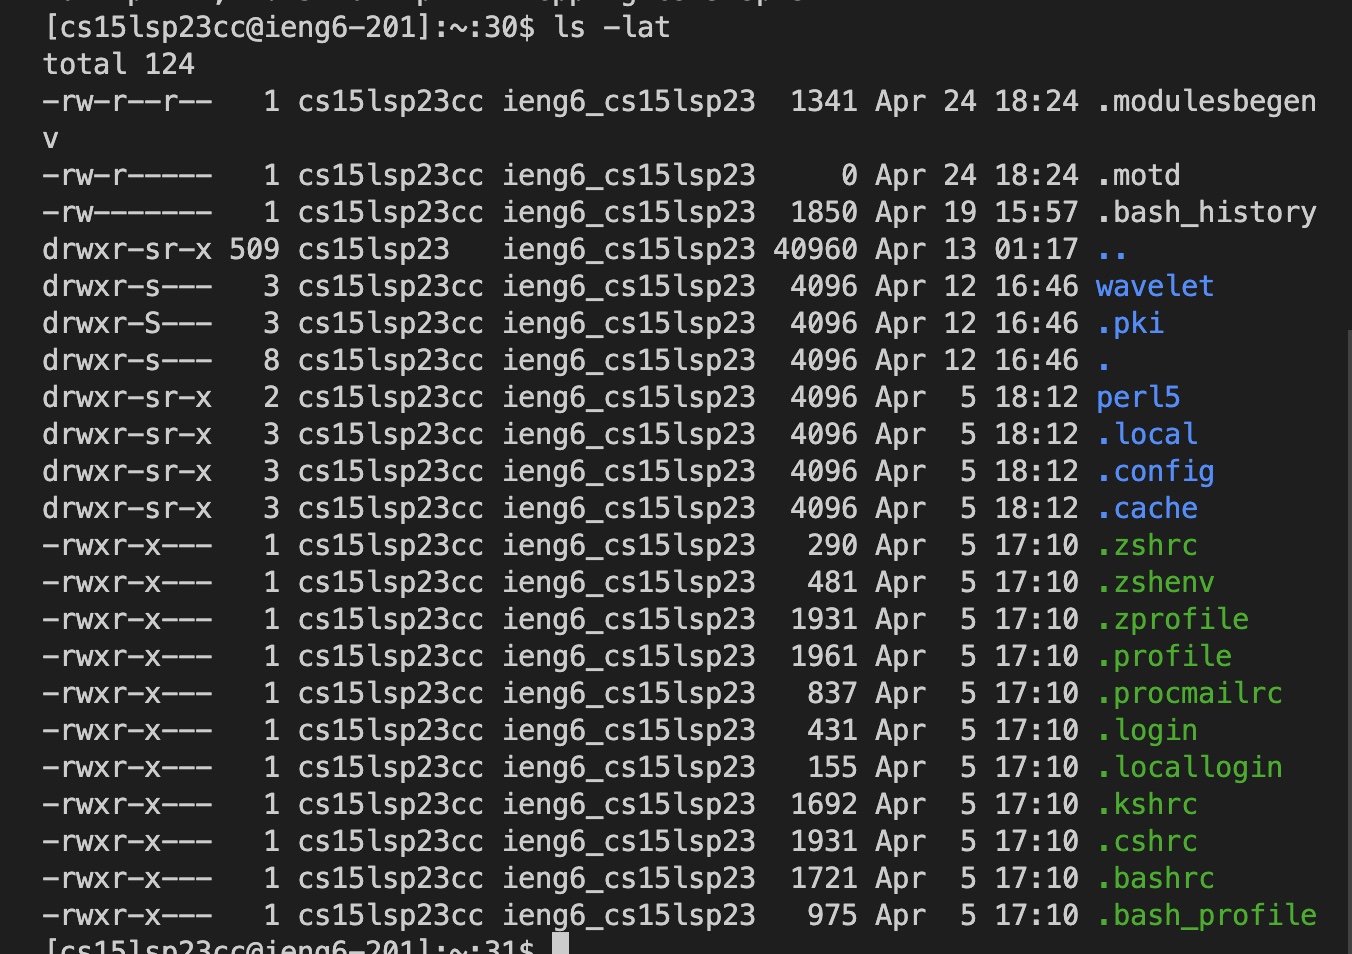 [cs15lsp23cc@ieng6-201]:~:30$ ls -lat
total 124
-rw-r--r--   1 cs15lsp23cc ieng6_cs15lsp23  1341 Apr 24 18:24 .modulesbegen
v
-rw-r-----   1 cs15lsp23cc ieng6_cs15lsp23     0 Apr 24 18:24 .motd
-rw-------   1 cs15lsp23cc ieng6_cs15lsp23  1850 Apr 19 15:57 .bash_history
drwxr-sr-x 509 cs15lsp23   ieng6_cs15lsp23 40960 Apr 13 01:17 ..
drwxr-s---   3 cs15lsp23cc ieng6_cs15lsp23  4096 Apr 12 16:46 wavelet
drwxr-S---   3 cs15lsp23cc ieng6_cs15lsp23  4096 Apr 12 16:46 .pki
drwxr-s---   8 cs15lsp23cc ieng6_cs15lsp23  4096 Apr 12 16:46 .
drwxr-sr-x   2 cs15lsp23cc ieng6_cs15lsp23  4096 Apr  5 18:12 perl5
drwxr-sr-x   3 cs15lsp23cc ieng6_cs15lsp23  4096 Apr  5 18:12 .local
drwxr-sr-x   3 cs15lsp23cc ieng6_cs15lsp23  4096 Apr  5 18:12 .config
drwxr-sr-x   3 cs15lsp23cc ieng6_cs15lsp23  4096 Apr  5 18:12 .cache
-rwxr-x---   1 cs15lsp23cc ieng6_cs15lsp23   290 Apr  5 17:10 .zshrc
-rwxr-x---   1 cs15lsp23cc ieng6_cs15lsp23   481 Apr  5 17:10 .zshenv
-rwxr-x---   1 cs15lsp23cc ieng6_cs15lsp23  1931 Apr  5 17:10 .zprofile
-rwxr-x---   1 cs15lsp23cc ieng6_cs15lsp23  1961 Apr  5 17:10 .profile
-rwxr-x---   1 cs15lsp23cc ieng6_cs15lsp23   837 Apr  5 17:10 .procmailrc
-rwxr-x---   1 cs15lsp23cc ieng6_cs15lsp23   431 Apr  5 17:10 .login
-rwxr-x---   1 cs15lsp23cc ieng6_cs15lsp23   155 Apr  5 17:10 .locallogin
-rwxr-x---   1 cs15lsp23cc ieng6_cs15lsp23  1692 Apr  5 17:10 .kshrc
-rwxr-x---   1 cs15lsp23cc ieng6_cs15lsp23  1931 Apr  5 17:10 .cshrc
-rwxr-x---   1 cs15lsp23cc ieng6_cs15lsp23  1721 Apr  5 17:10 .bashrc
-rwxr-x---   1 cs15lsp23cc ieng6_cs15lsp23   975 Apr  5 17:10 .bash_profile
[cs15lsp23cc@ieng6-201]:~:31$